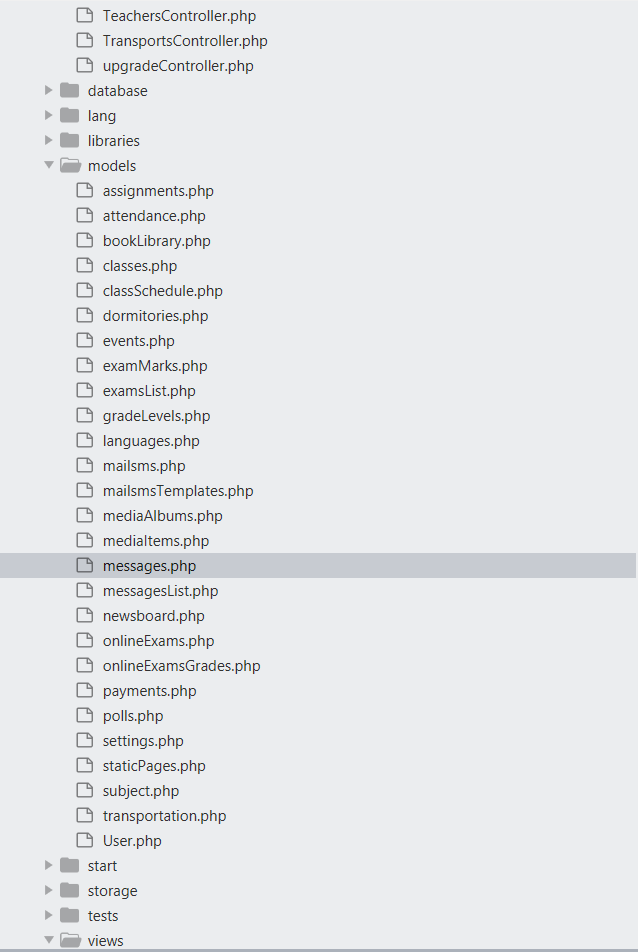 TeachersController.php
TransportsController.php
upgradeController.php
database
lang
libraries
models
assignments.php
attendance.php
bookLibrary.php
classes.php
classSchedule.php
dormitories.php
events.php
examMarks.php
examsList.php
gradeLevels.php
languages.php
mailsms.php
mailsmsTemplates.php
mediaAlbums.php
mediaItems.php
messages.php
messagesList.php
newsboard.php
onlineExams.php
onlineExamsGrades.php
payments.php
polls.php
settings.php
staticPages.php
subject.php
transportation.php
User.php
start
storage
tests
views